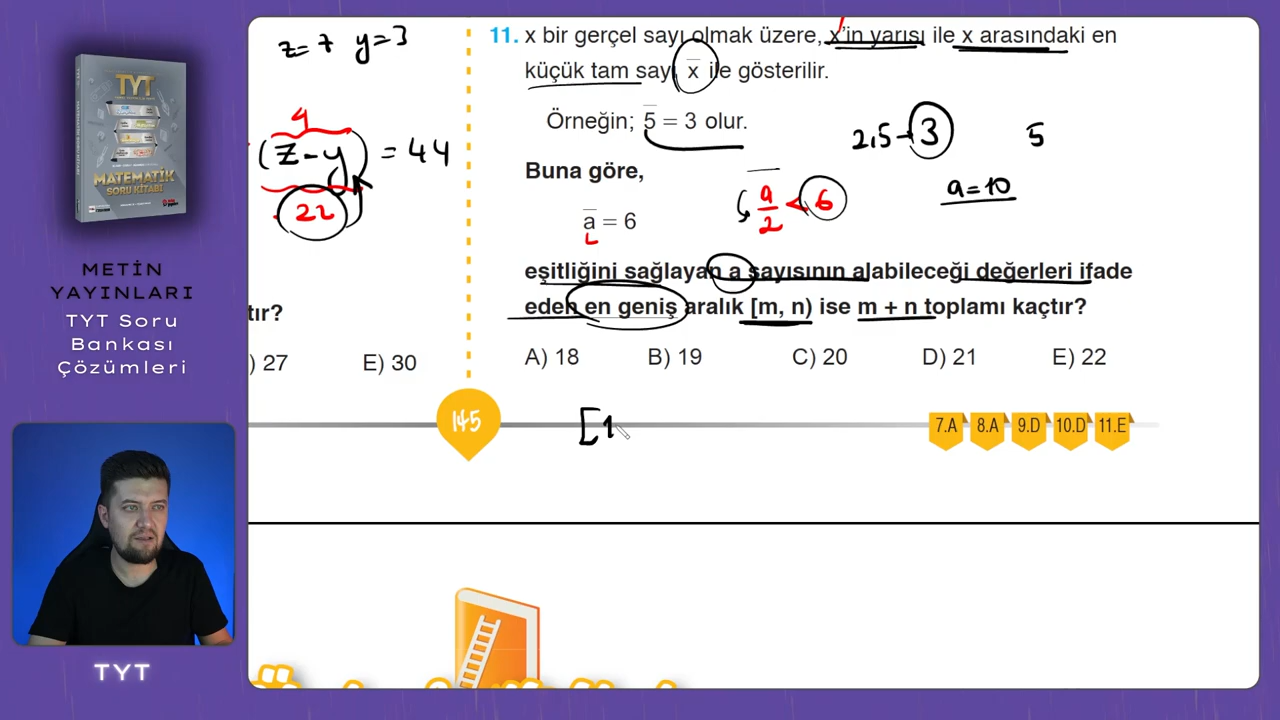 TYT
MATEMATİK
SORU KİTABI
METİN
YAYINLARI
TYT Soru
Bankası
Çözümleri
TYT
z = 7 y = 3
4
(z - y) = 44
22
tır?
) 27 E) 30
145
11. x bir gerçel sayı olmak üzere, x'in yarısı ile x arasındaki en
küçük tam sayı x̅ ile gösterilir.
Örneğin; 5̅ = 3 olur.
2,5 - 3 5
Buna göre,
a = 10
a̅ = 6
a/2 < 6
eşitliğini sağlayan a sayısının alabileceği değerleri ifade
eden en geniş aralık [m, n) ise m + n toplamı kaçtır?
A) 18 B) 19 C) 20 D) 21 E) 22
[1
7.A 8.A 9.D 10.D 11.E